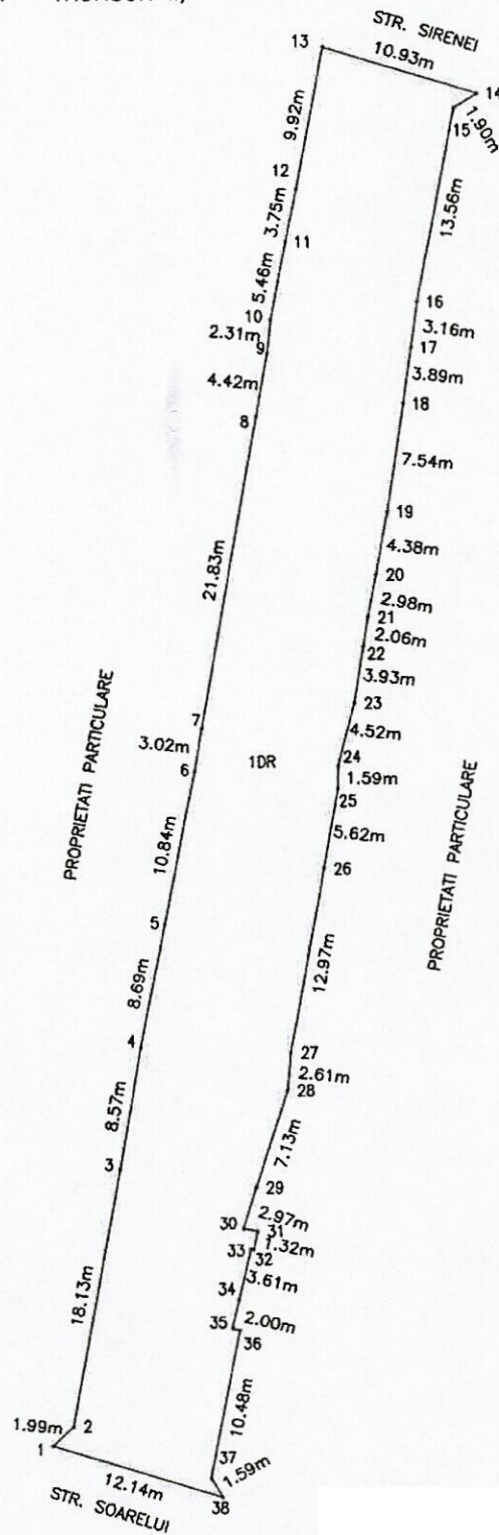 STR. SIRENEI
13
10.93m
14
1.90m
15
9.92m
12
3.75m
11
13.56m
5.46m
10
2.31m
9
16
3.16m
17
4.42m
3.89m
8
18
7.54m
21.83m
19
4.38m
20
2.98m
21
2.06m
22
3.93m
23
7
4.52m
3.02m
6
1DR
24
1.59m
25
PROPRIETATI PARTICULARE
PROPRIETATI PARTICULARE
10.84m
5.62m
26
5
8.69m
12.97m
4
27
2.61m
28
8.57m
7.13m
3
29
2.97m
30
31
1.32m
33
32
3.61m
34
18.13m
2.00m
35
36
10.48m
1.99m
2
1
37
1.59m
12.14m
38
STR. SOARELUI